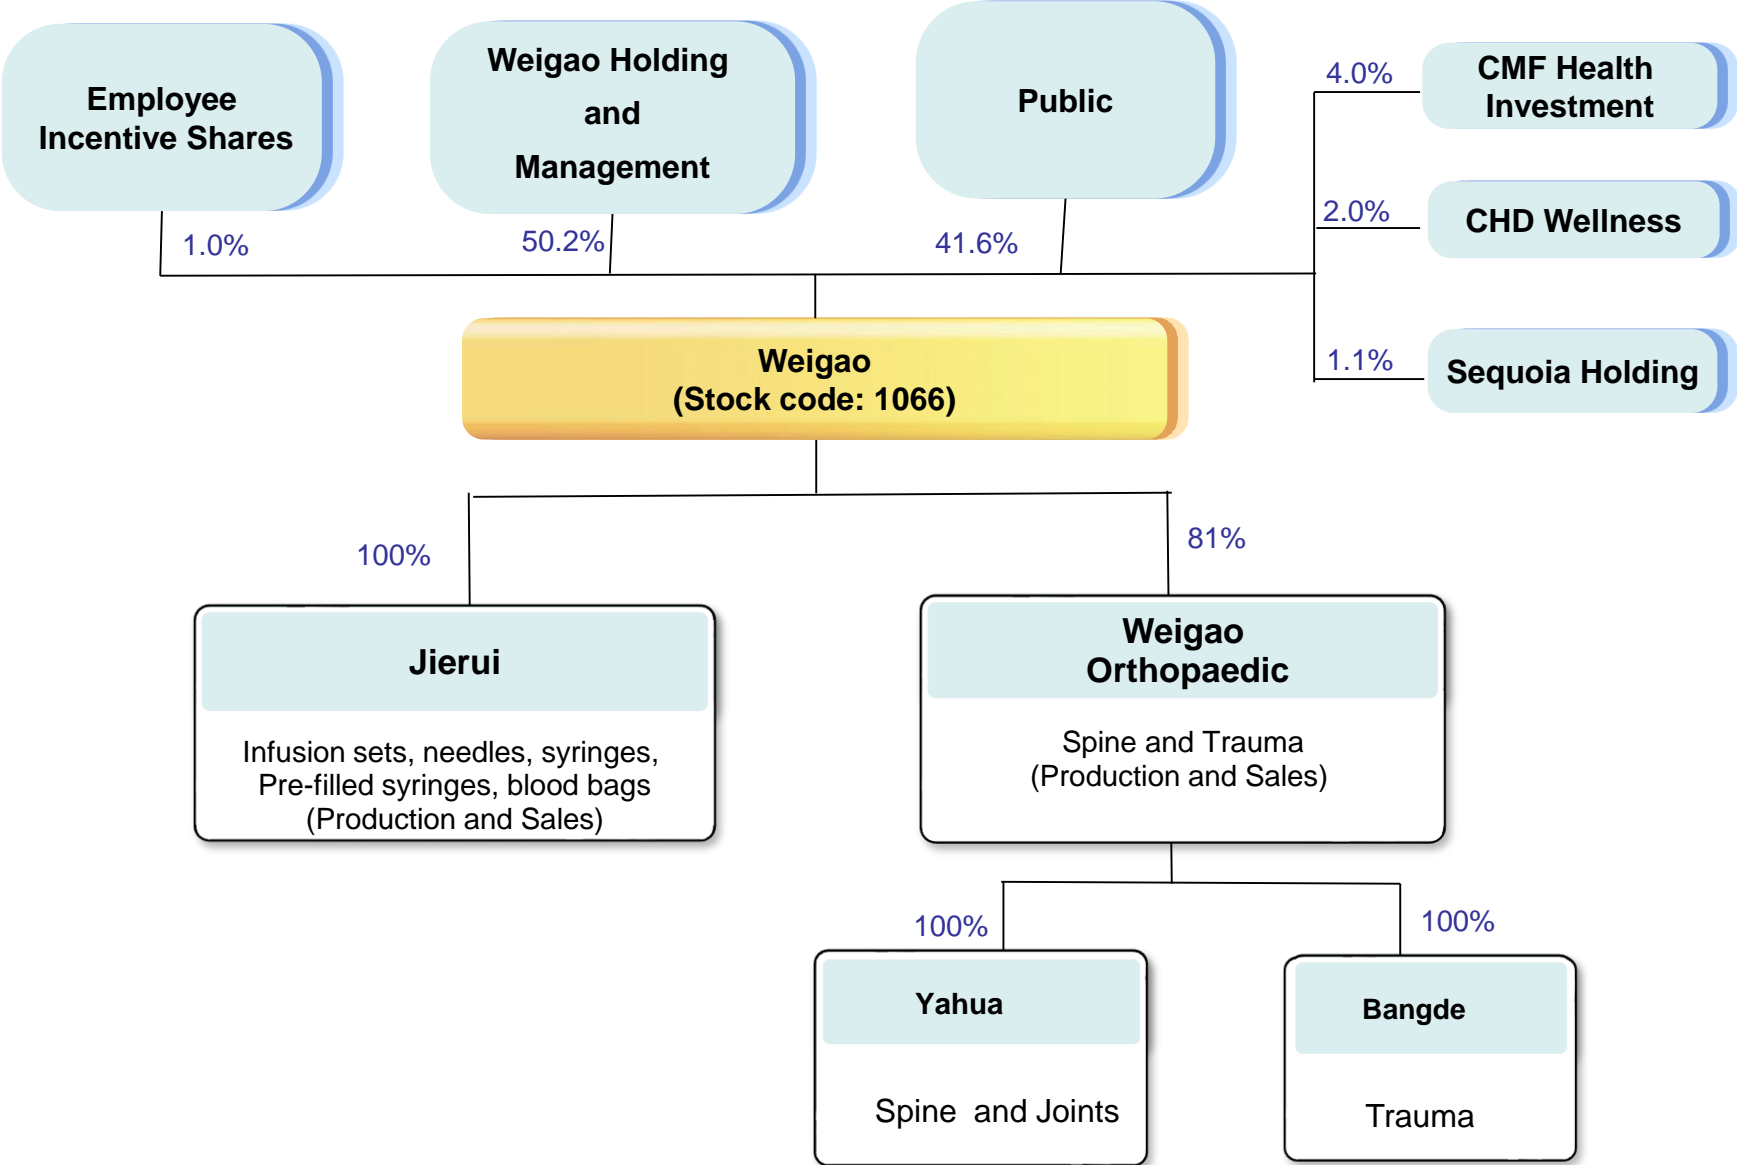 Employee
Incentive Shares
Weigao Holding
and
Management
Public
CMF Health
Investment
CHD Wellness
Sequoia Holding
1.0%
50.2%
41.6%
4.0%
2.0%
1.1%
Weigao
(Stock code: 1066)
100%
81%
Jierui
Infusion sets, needles, syringes,
Pre-filled syringes, blood bags
(Production and Sales)
Weigao
Orthopaedic
Spine and Trauma
(Production and Sales)
100%
100%
Yahua
Spine and Joints
Bangde
Trauma